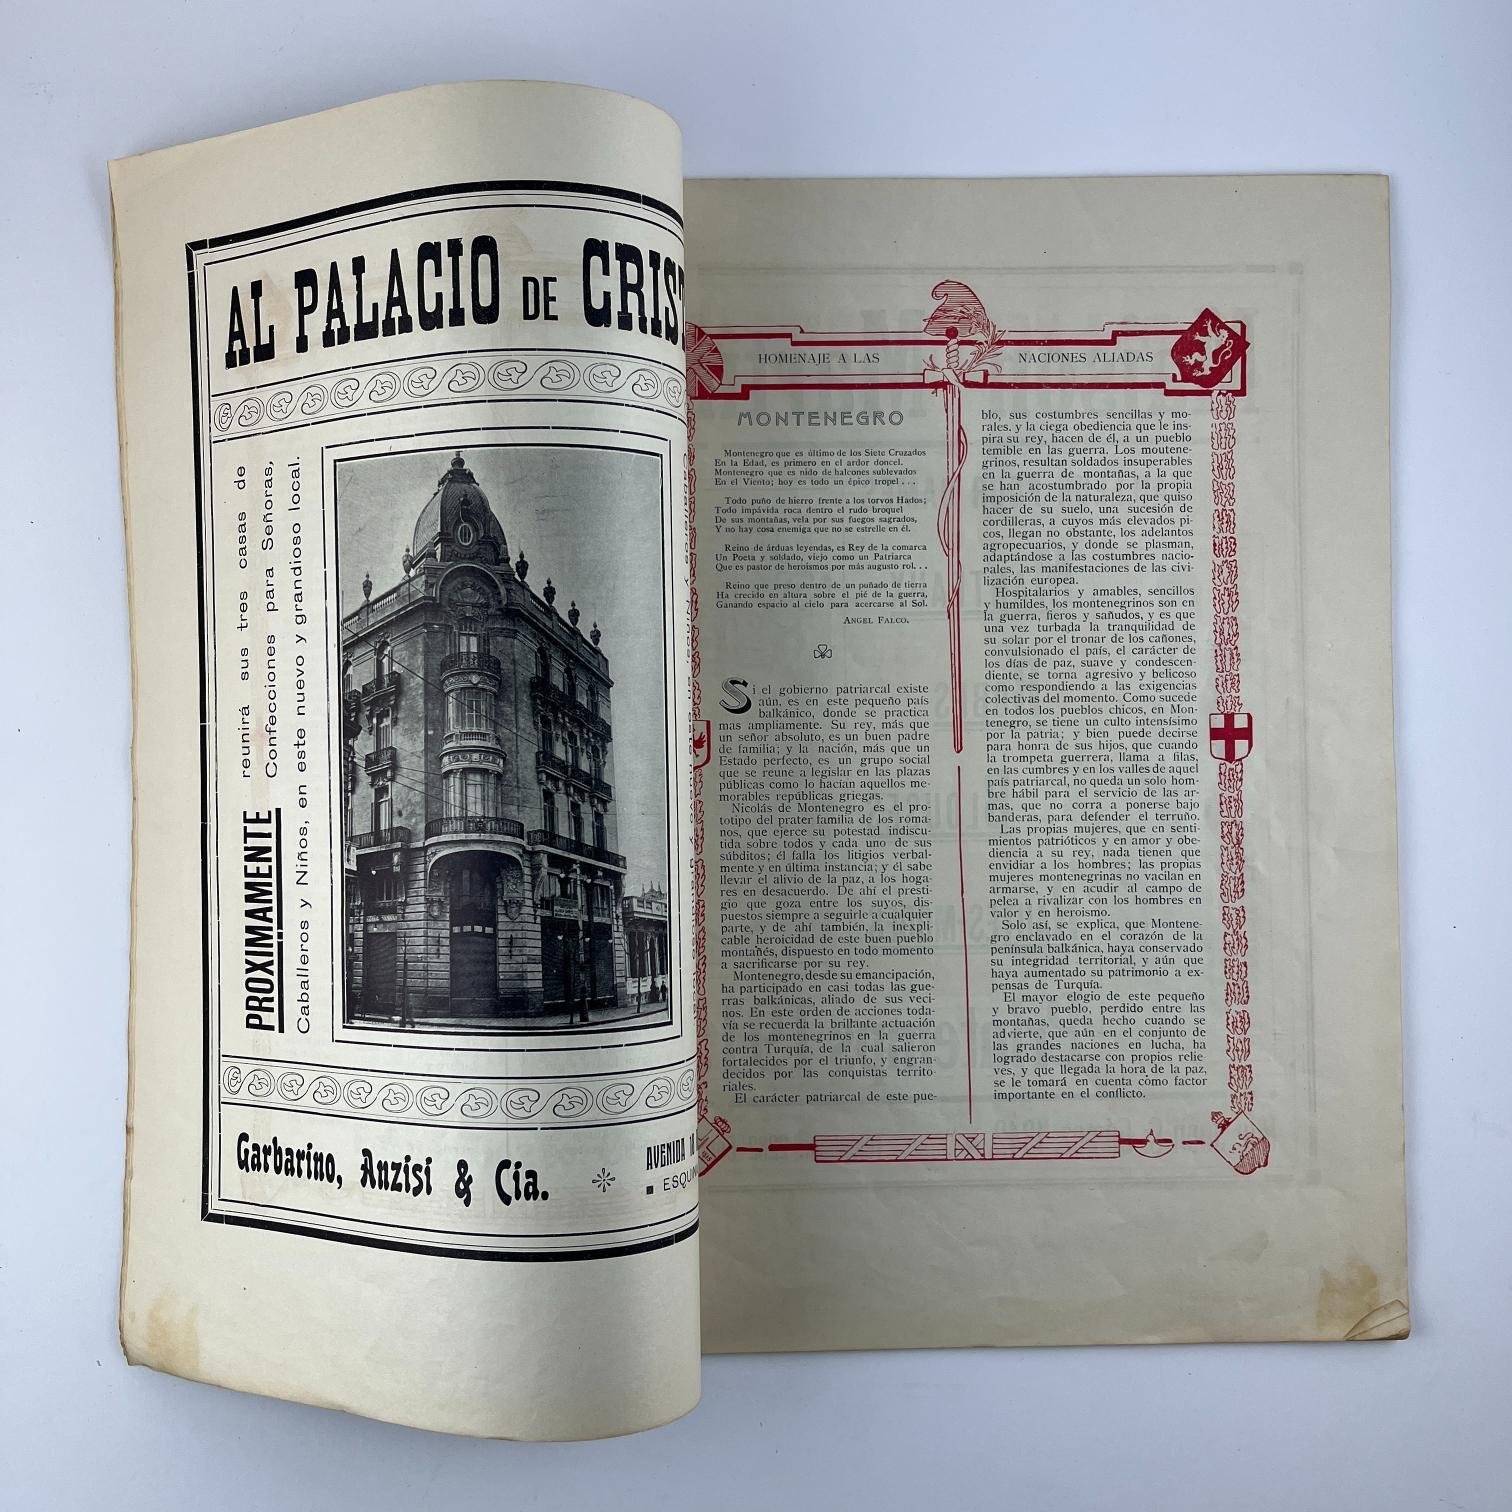 AL PALACIO DE
PROXIMAMENTE reunirá sus tres casas de
Confecciones para Señoras,
Caballeros y Niños, en este nuevo y grandioso local.
Garbarino, Anzisi & Cía.
AVENIDA
HOMENAJE A LAS NACIONES ALIADAS
MONTENEGRO
Montenegro que es último de los Siete Cruzados
En la Edad, es primero en el ardor doncel.
Montenegro que es nido de halcones sublevados
En el Viento; hoy es todo un épico tropel . . .
Todo puño de hierro frente a los torvos Hados;
Todo impávida roca dentro el rudo broquel
De sus montañas, vela por sus fuegos sagrados,
Y no hay cosa enemiga que no se estrelle en él.
Reino de árduas leyendas, es Rey de la comarca
Un Poeta y soldado, viejo como un Patriarca
Que es pastor de heroísmos por más augusto rol. . .
Reino que preso dentro de un puñado de tierra
Ha crecido en altura sobre el pié de la guerra,
Ganando espacio al cielo para acercarse al Sol.
ANGEL FALCO.
Si el gobierno patriarcal existe
aún, es en este pequeño país
balkánico, donde se practica
mas ampliamente. Su rey, más que
un señor absoluto, es un buen padre
de familia; y la nación, más que un
Estado perfecto, es un grupo social
que se reune a legislar en las plazas
públicas como lo hacían aquellos me-
morables repúblicas griegas.
Nicolás de Montenegro es el pro-
totipo del prater familia de los roma-
nos, que ejerce su potestad indiscu-
tida sobre todos y cada uno de sus
súbditos; él falla los litigios verbal-
mente y en última instancia; y él sabe
llevar el alivio de la paz, a los hoga-
res en desacuerdo. De ahí el presti-
gio que goza entre los suyos, dis-
puestos siempre a seguirle a cualquier
parte, y de ahí también, la inexpli-
cable heroicidad de este buen pueblo
montañés, dispuesto en todo momento
a sacrificarse por su rey.
Montenegro, desde su emancipación,
ha participado en casi todas las gue-
rras balkánicas, aliado de sus veci-
nos. En este orden de acciones toda-
vía se recuerda la brillante actuación
de los montenegrinos en la guerra
contra Turquía, de la cual salieron
fortalecidos por el triunfo, y engran-
decidos por las conquistas territo-
riales.
El carácter patriarcal de este pue-
blo, sus costumbres sencillas y mo-
rales. y la ciega obediencia que le ins-
pira su rey, hacen de él, a un pueblo
temible en las guerra. Los moutene-
grinos, resultan soldados insuperables
en la guerra de montañas, a la que
se han acostumbrado por la propia
imposición de la naturaleza, que quiso
hacer de su suelo, una sucesión de
cordilleras, a cuyos más elevados pi-
cos, llegan no obstante, los adelantos
agropecuarios, y donde se plasman,
adaptándose a las costumbres nacio-
nales, las manifestaciones de las civi-
lización europea.
Hospitalarios y amables, sencillos
y humildes, los montenegrinos son en
la guerra, fieros y sañudos, y es que
una vez turbada la tranquilidad de
su solar por el tronar de los cañones,
convulsionado el país, el carácter de
los días de paz, suave y condescen-
diente, se torna agresivo y belicoso
como respondiendo a las exigencias
colectivas del momento. Como sucede
en todos los pueblos chicos, en Mon-
tenegro, se tiene un culto intensísimo
por la patria; y bien puede decirse
para honra de sus hijos, que cuando
la trompeta guerrera, llama a filas,
en las cumbres y en los valles de aquel
país patriarcal, no queda un solo hom-
bre hábil para el servicio de las ar-
mas, que no corra a ponerse bajo
banderas, para defender el terruño.
Las propias mujeres, que en senti-
mientos patrióticos y en amor y obe-
diencia a su rey, nada tienen que
envidiar a los hombres; las propias
mujeres montenegrinas no vacilan en
armarse, y en acudir al campo de
pelea a rivalizar con los hombres en
valor y en heroismo.
Solo así, se explica, que Montene-
gro enclavado en el corazón de la
península balkánica, haya conservado
su integridad territorial, y aún que
haya aumentado su patrimonio a ex-
pensas de Turquía.
El mayor elogio de este pequeño
y bravo pueblo, perdido entre las
montañas, queda hecho cuando se
advierte, que aún en el conjunto de
las grandes naciones en lucha, ha
logrado destacarse con propios relie-
ves, y que llegada la hora de la paz,
se le tomará en cuenta cómo factor
importante en el conflicto.